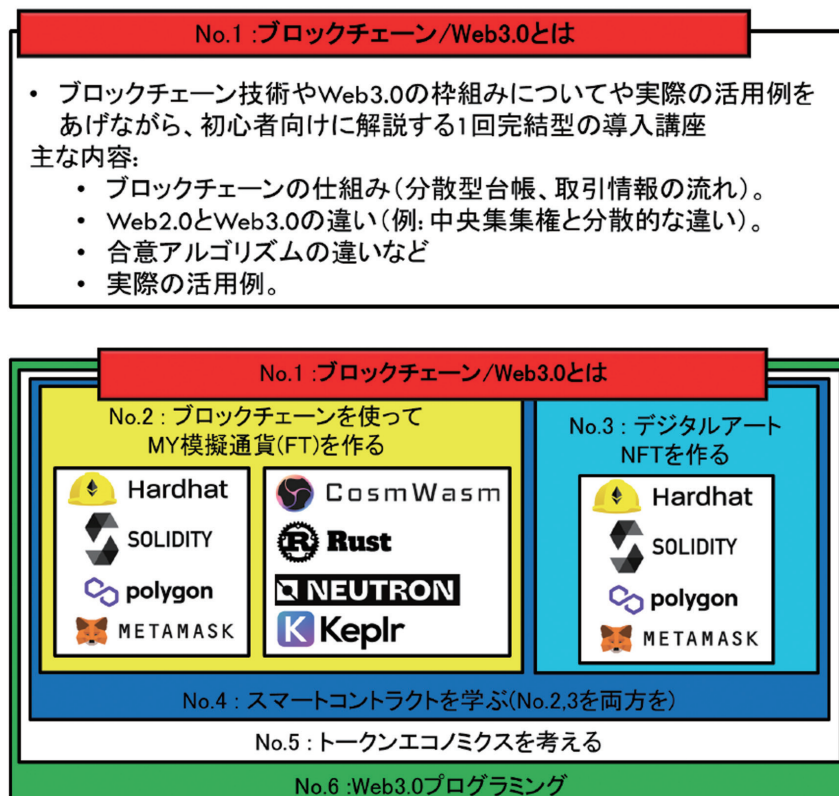 No.1 :ブロックチェーン/Web3.0とは
• ブロックチェーン技術やWeb3.0の枠組みについてや実際の活用例を
あげながら、初心者向けに解説する1回完結型の導入講座
主な内容:
• ブロックチェーンの仕組み(分散型台帳、取引情報の流れ)。
• Web2.0とWeb3.0の違い(例: 中央集集権と分散的な違い)。
• 合意アルゴリズムの違いなど
• 実際の活用例。
No.1 :ブロックチェーン/Web3.0とは
No.2 : ブロックチェーンを使って
MY模擬通貨(FT)を作る
Hardhat
SOLIDITY
polygon
METAMASK
CosmWasm
Rust
NEUTRON
Keplr
No.3 : デジタルアート
NFTを作る
Hardhat
SOLIDITY
polygon
METAMASK
No.4 : スマートコントラクトを学ぶ(No.2,3を両方を)
No.5 : トークンエコノミクスを考える
No.6 :Web3.0プログラミング